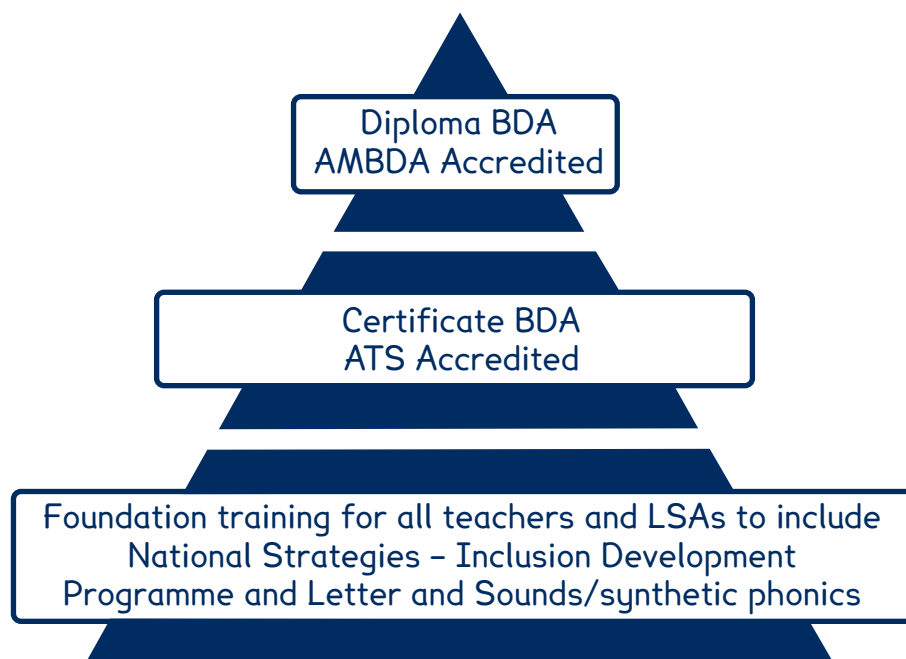 Diploma BDA
AMBDA Accredited
Certificate BDA
ATS Accredited
Foundation training for all teachers and LSAs to include
National Strategies – Inclusion Development
Programme and Letter and Sounds/synthetic phonics